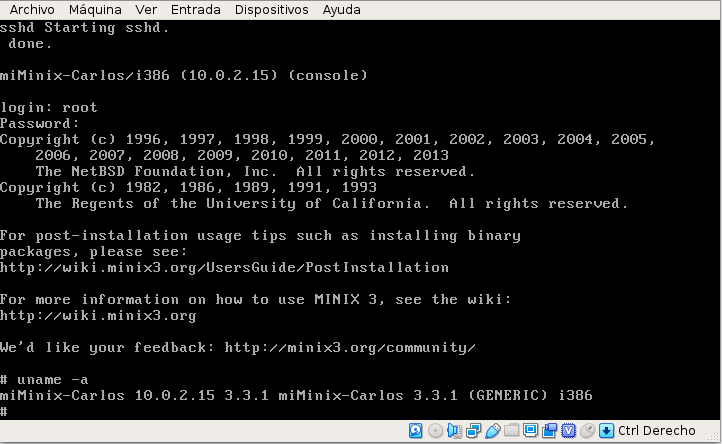 Archivo Máquina Ver Entrada Dispositivos Ayuda
sshd Starting sshd.
done.
miMinix-Carlos/i386 (10.0.2.15) (console)
login: root
Password:
Copyright (c) 1996, 1997, 1998, 1999, 2000, 2001, 2002, 2003, 2004, 2005,
2006, 2007, 2008, 2009, 2010, 2011, 2012, 2013
The NetBSD Foundation, Inc.  All rights reserved.
Copyright (c) 1982, 1986, 1989, 1991, 1993
The Regents of the University of California.  All rights reserved.
For post-installation usage tips such as installing binary
packages, please see:
http://wiki.minix3.org/UsersGuide/PostInstallation
For more information on how to use MINIX 3, see the wiki:
http://wiki.minix3.org
We'd like your feedback: http://minix3.org/community/
# uname -a
miMinix-Carlos 10.0.2.15 3.3.1 miMinix-Carlos 3.3.1 (GENERIC) i386
#
Ctrl Derecho